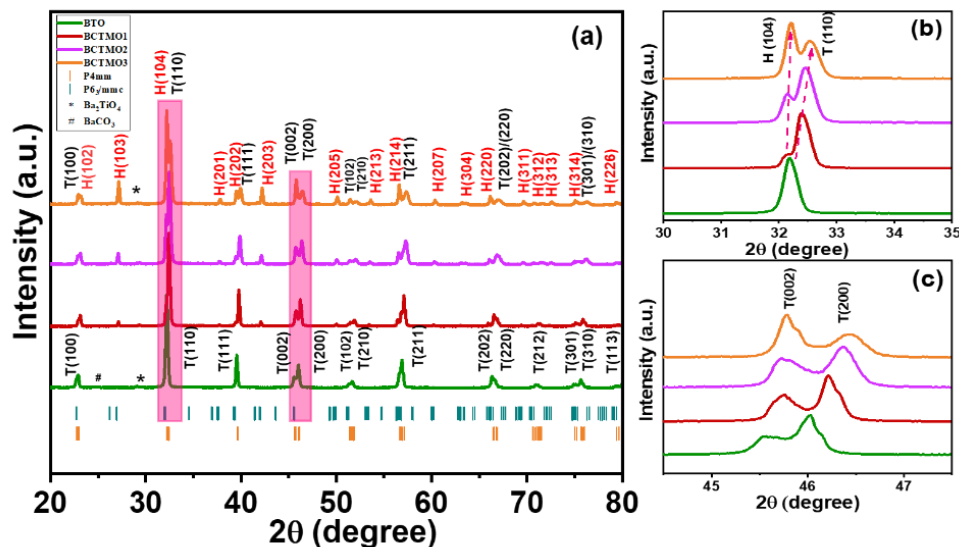 BTO
BCTMO1
BCTMO2
BCTMO3
P4mm
P6₃/mmc
* Ba₂TiO₄
# BaCO₃
(a)
T(100)
H(102)
H(103)
*
H(104)
T(110)
H(201)
H(202)
T(111)
H(203)
T(002)
T(200)
H(205)
T(102)
T(210)
H(213)
H(214)
T(211)
H(207)
H(304)
H(220)
T(202)/(220)
H(311)
H(312)
H(313)
H(314)
T(301)/(310)
H(226)
T(100)
#
*
T(110)
T(111)
T(002)
T(200)
T(102)
T(210)
T(211)
T(202)
T(220)
T(212)
T(301)
T(310)
T(113)
Intensity (a.u.)
20 30 40 50 60 70 80
2θ (degree)
(b)
H (104)
T (110)
Intensity (a.u.)
30 31 32 33 34 35
2θ (degree)
(c)
T(002)
T(200)
Intensity (a.u.)
45 46 47
2θ (degree)